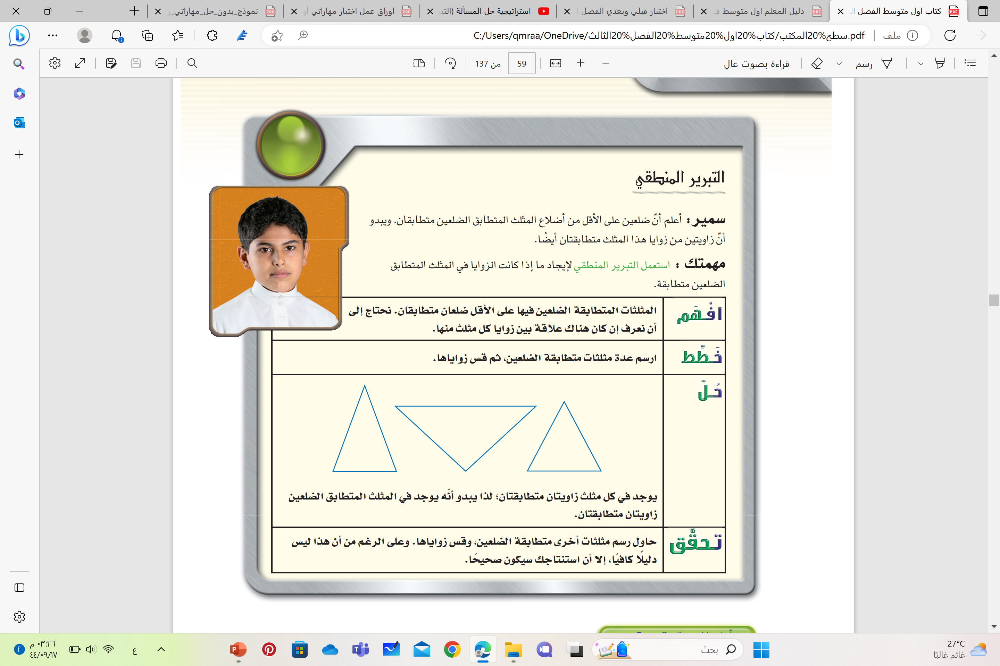 كتاب اول متوسط الفصل ال
دليل المعلم اول متوسط ف
اختبار قبلي وبعدي الفصل ا
استراتيجية حل المسألة (التبر
اوراق عمل اختبار مهاراتي أو
نموذج_بدون_حل_مهاراتي_ر
ملف
C:/Users/qmraa/OneDrive/سطح%20المكتب/كتاب%20اول%20متوسط%20الفصل%20الثالث.pdf
رسم
قراءة بصوت عالٍ
59
من 137
التبرير المنطقي
سمير: أعلم أنّ ضلعين على الأقل من أضلاع المثلث المتطابق الضلعين متطابقان. ويبدو
أنّ زاويتين من زوايا هذا المثلث متطابقتان أيضًا.
مهمتك : استعمل التبرير المنطقي لإيجاد ما إذا كانت الزوايا في المثلث المتطابق
الضلعين متطابقة.
افْهَم
المثلثات المتطابقة الضلعين فيها على الأقل ضلعان متطابقان. نحتاج إلى
أن نعرف إن كان هناك علاقة بين زوايا كل مثلث منها.
خَطِّط
ارسم عدة مثلثات متطابقة الضلعين، ثم قس زواياها.
حُلّ
يوجد في كل مثلث زاويتان متطابقتان؛ لذا يبدو أنّه يوجد في المثلث المتطابق الضلعين
زاويتان متطابقتان.
تحقَّق
حاول رسم مثلثات أخرى متطابقة الضلعين، وقس زواياها. وعلى الرغم من أنّ هذا ليس
دليلًا كافيًا، إلا أن استنتاجك سيكون صحيحًا.
27°C
غائم غالبًا
بحث
ع
٠٣:٢٦ م
٤٤/٠٩/١٧
٢